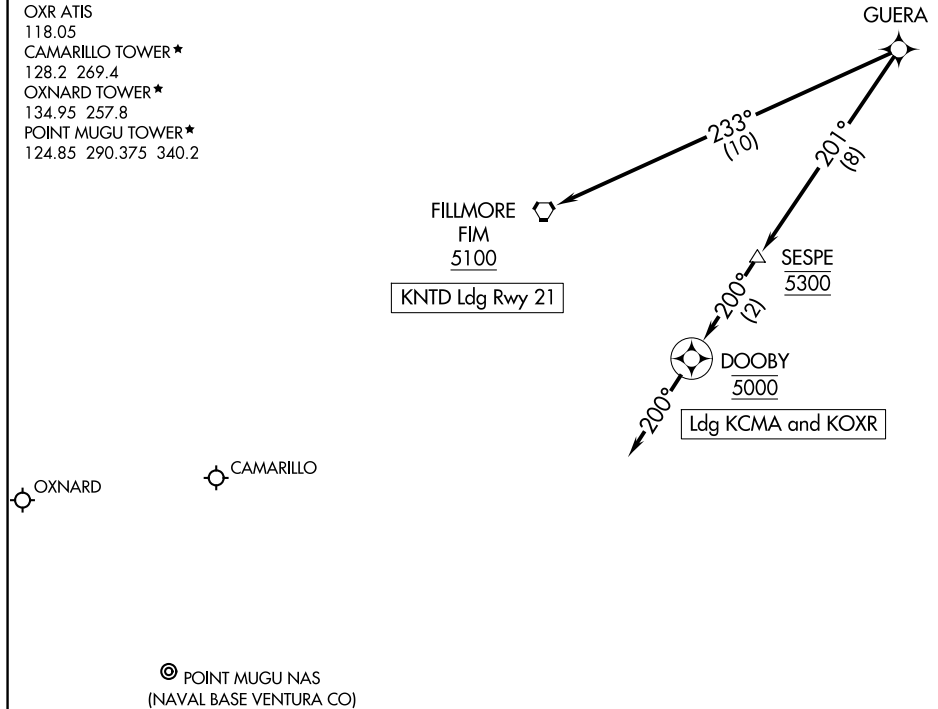 OXR ATIS
118.05
CAMARILLO TOWER★
128.2 269.4
OXNARD TOWER★
134.95 257.8
POINT MUGU TOWER★
124.85 290.375 340.2
GUERA
233°
(10)
201°
(8)
FILLMORE
FIM
5100
KNTD Ldg Rwy 21
SESPE
5300
200°
(2)
DOOBY
5000
200°
Ldg KCMA and KOXR
CAMARILLO
OXNARD
POINT MUGU NAS
(NAVAL BASE VENTURA CO)